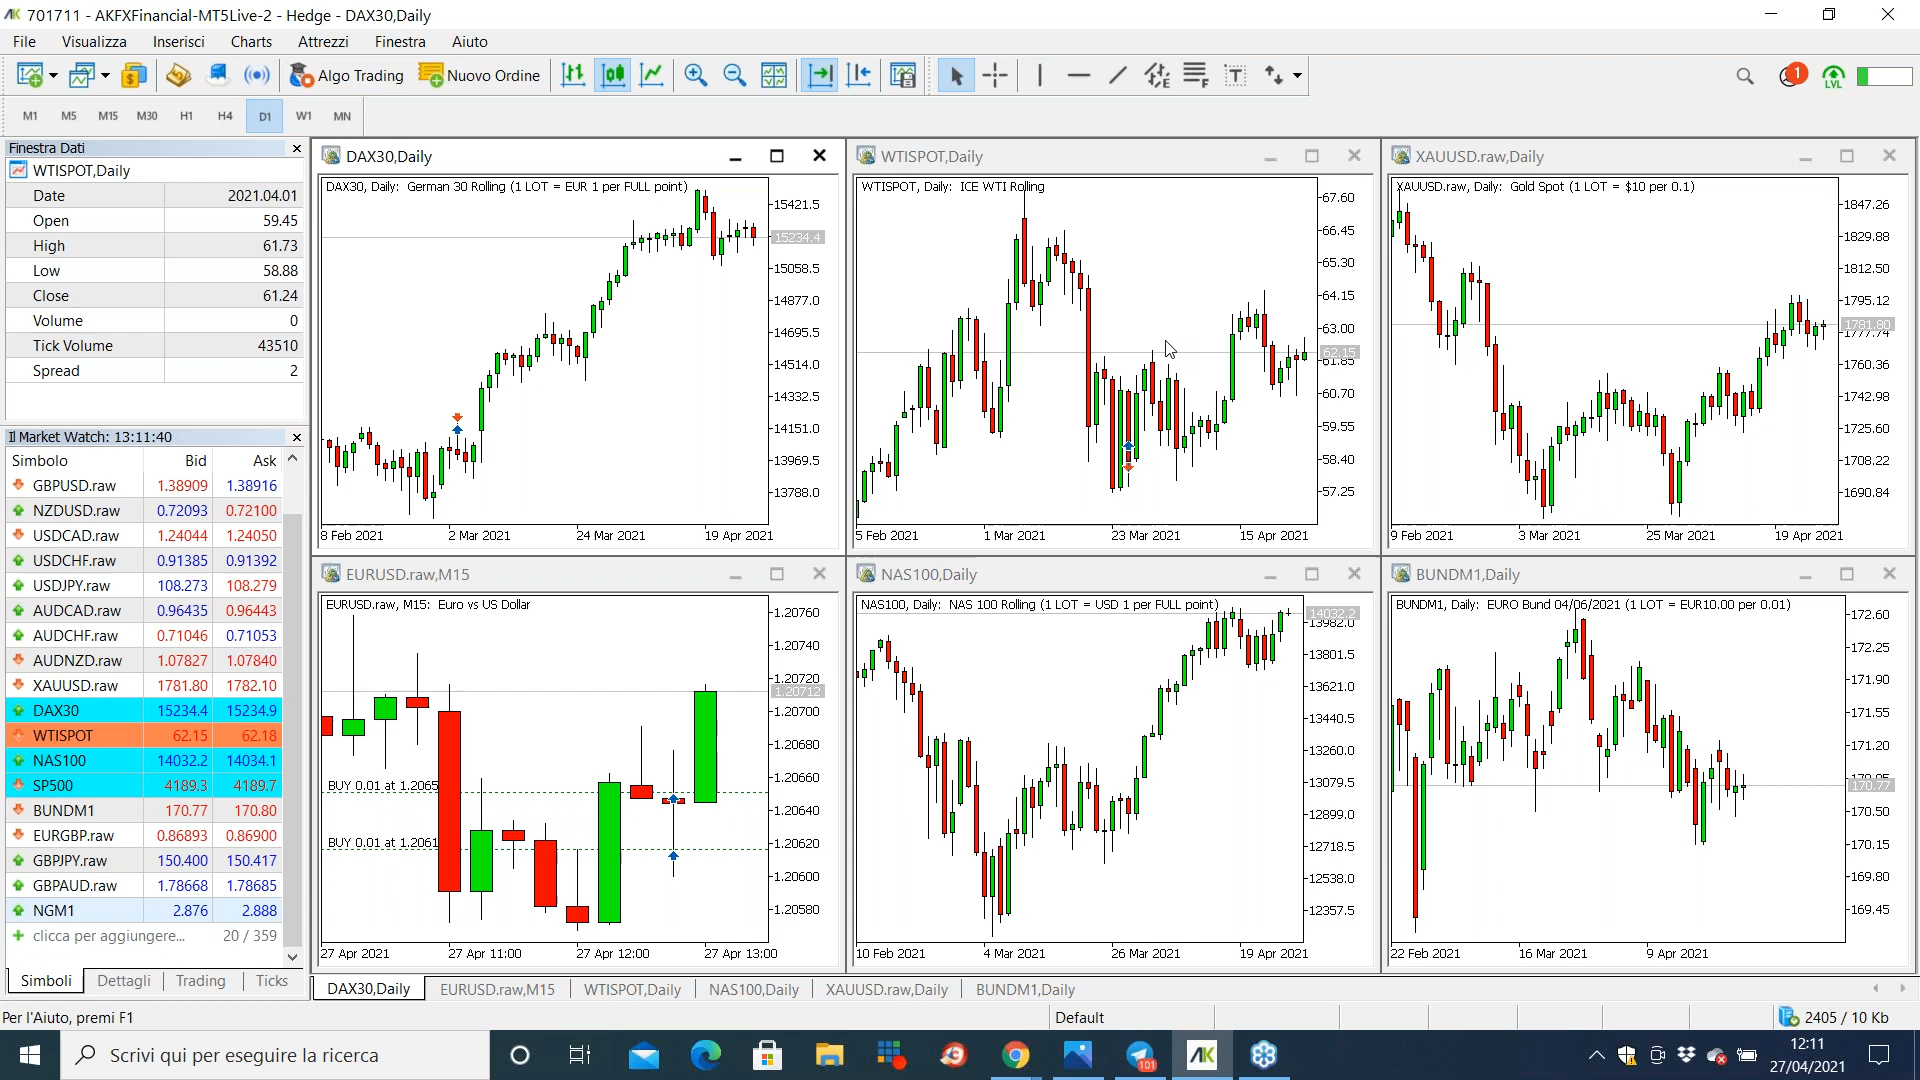 701711 - AKFXFinancial-MT5Live-2 - Hedge - DAX30,Daily
File Visualizza Inserisci Charts Attrezzi Finestra Aiuto
Algo Trading Nuovo Ordine 1 LVL
M1 M5 M15 M30 H1 H4 D1 W1 MN
Finestra Dati
WTISPOT,Daily
Date 2021.04.01
Open 59.45
High 61.73
Low 58.88
Close 61.24
Volume 0
Tick Volume 43510
Spread 2
Il Market Watch: 13:11:40
Simbolo Bid Ask
GBPUSD.raw 1.38909 1.38916
NZDUSD.raw 0.72093 0.72100
USDCAD.raw 1.24044 1.24050
USDCHF.raw 0.91385 0.91392
USDJPY.raw 108.273 108.279
AUDCAD.raw 0.96435 0.96443
AUDCHF.raw 0.71046 0.71053
AUDNZD.raw 1.07827 1.07840
XAUUSD.raw 1781.80 1782.10
DAX30 15234.4 15234.9
WTISPOT 62.15 62.18
NAS100 14032.2 14034.1
SP500 4189.3 4189.7
BUNDM1 170.77 170.80
EURGBP.raw 0.86893 0.86900
GBPJPY.raw 150.400 150.417
GBPAUD.raw 1.78668 1.78685
NGM1 2.876 2.888
clicca per aggiungere... 20 / 359
Simboli Dettagli Trading Ticks
DAX30,Daily
DAX30, Daily: German 30 Rolling (1 LOT = EUR 1 per FULL point)
15421.5
15234.4
15058.5
14877.0
14695.5
14514.0
14332.5
14151.0
13969.5
13788.0
8 Feb 2021 2 Mar 2021 24 Mar 2021 19 Apr 2021
WTISPOT,Daily
WTISPOT, Daily: ICE WTI Rolling
67.60
66.45
65.30
64.15
63.00
62.15
61.85
60.70
59.55
58.40
57.25
5 Feb 2021 1 Mar 2021 23 Mar 2021 15 Apr 2021
XAUUSD.raw,Daily
XAUUSD.raw, Daily: Gold Spot (1 LOT = $10 per 0.1)
1847.26
1829.88
1812.50
1795.12
1781.80
1777.74
1760.36
1742.98
1725.60
1708.22
1690.84
9 Feb 2021 3 Mar 2021 25 Mar 2021 19 Apr 2021
EURUSD.raw,M15
EURUSD.raw, M15: Euro vs US Dollar
1.20760
1.20740
1.20720
1.20712
1.20700
1.20680
1.20660
1.20640
1.20620
1.20600
1.20580
BUY 0.01 at 1.2065
BUY 0.01 at 1.2061
27 Apr 2021 27 Apr 11:00 27 Apr 12:00 27 Apr 13:00
NAS100,Daily
NAS100, Daily: NAS 100 Rolling (1 LOT = USD 1 per FULL point)
14032.2
13982.0
13801.5
13621.0
13440.5
13260.0
13079.5
12899.0
12718.5
12538.0
12357.5
10 Feb 2021 4 Mar 2021 26 Mar 2021 19 Apr 2021
BUNDM1,Daily
BUNDM1, Daily: EURO Bund 04/06/2021 (1 LOT = EUR10.00 per 0.01)
172.60
172.25
171.90
171.55
171.20
170.85
170.77
170.50
170.15
169.80
169.45
22 Feb 2021 16 Mar 2021 9 Apr 2021
DAX30,Daily EURUSD.raw,M15 WTISPOT,Daily NAS100,Daily XAUUSD.raw,Daily BUNDM1,Daily
Per l'Aiuto, premi F1 Default 2405 / 10 Kb
Scrivi qui per eseguire la ricerca
101
AK
12:11
27/04/2021